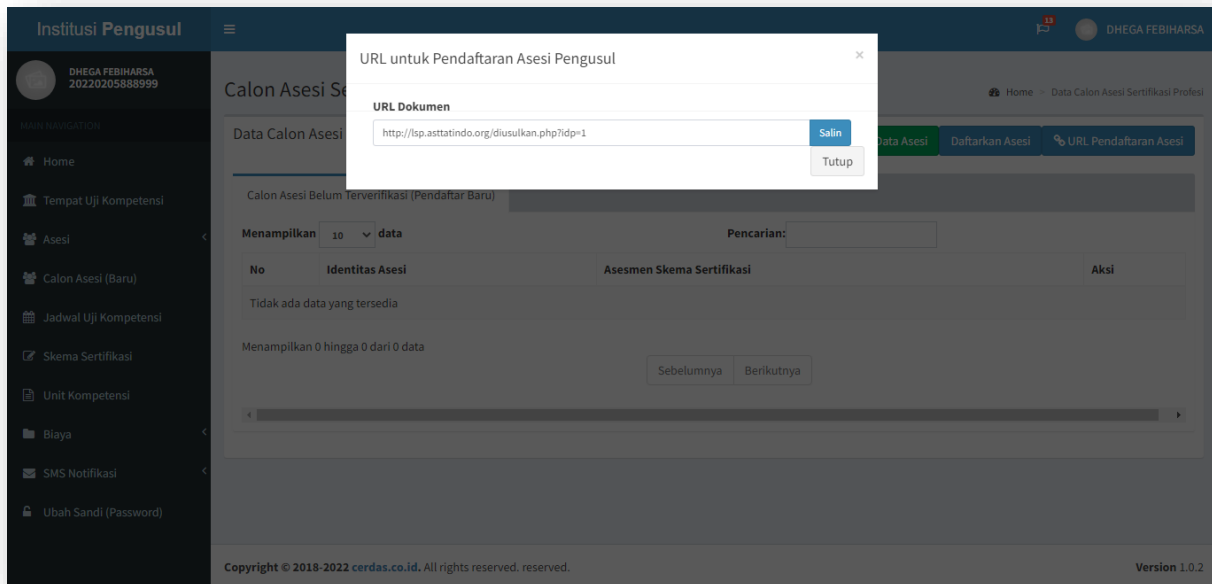 Institusi Pengusul
13
DHEGA FEBIHARSA
DHEGA FEBIHARSA
20220205888999
MAIN NAVIGATION
Home
Tempat Uji Kompetensi
Asesi
Calon Asesi (Baru)
Jadwal Uji Kompetensi
Skema Sertifikasi
Unit Kompetensi
Biaya
SMS Notifikasi
Ubah Sandi (Password)
URL untuk Pendaftaran Asesi Pengusul
×
URL Dokumen
http://lsp.asttatindo.org/diusulkan.php?idp=1
Salin
Tutup
Calon Asesi
Home > Data Calon Asesi Sertifikasi Profesi
Data Calon Asesi
Data Asesi
Daftarkan Asesi
URL Pendaftaran Asesi
Calon Asesi Belum Terverifikasi (Pendaftar Baru)
Menampilkan 10 data
Pencarian:
No Identitas Asesi Asesmen Skema Sertifikasi Aksi
Tidak ada data yang tersedia
Menampilkan 0 hingga 0 dari 0 data
Sebelumnya Berikutnya
Copyright © 2018-2022 cerdas.co.id. All rights reserved. reserved.
Version 1.0.2